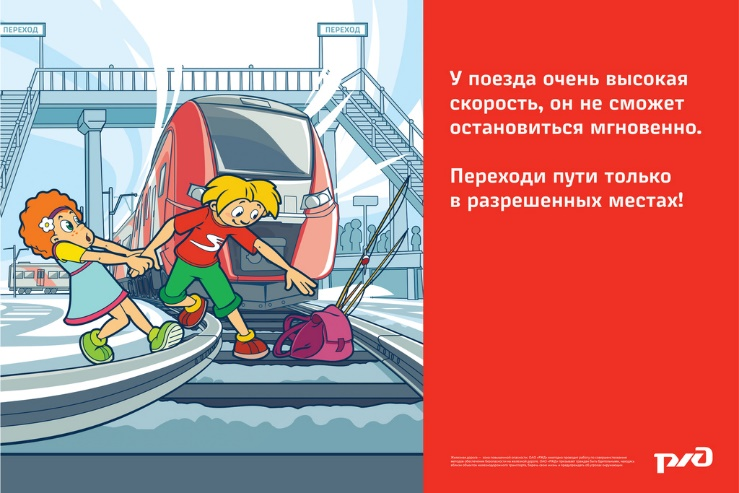 ПЕРЕХОД
ПЕРЕХОД
У поезда очень высокая
скорость, он не сможет
остановиться мгновенно.
Переходи пути только
в разрешенных местах!
ржд